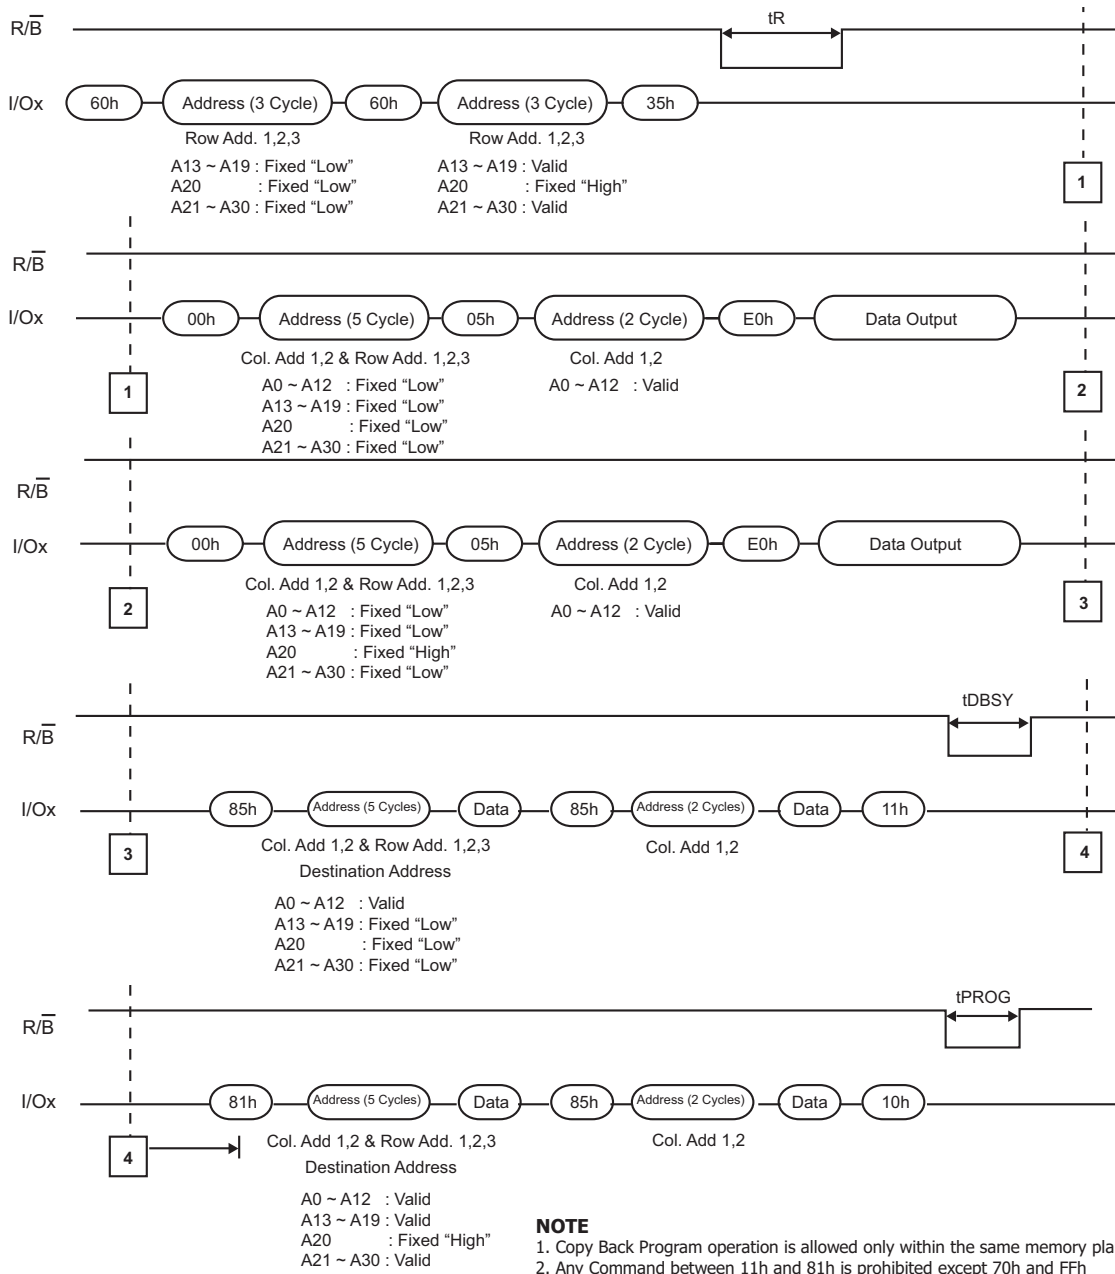 tR
R/B̅
I/Ox 60h Address (3 Cycle) 60h Address (3 Cycle) 35h
Row Add. 1,2,3 Row Add. 1,2,3
A13 ~ A19 : Fixed “Low” A13 ~ A19 : Valid
A20 : Fixed “Low” A20 : Fixed “High”
A21 ~ A30 : Fixed “Low” A21 ~ A30 : Valid
1
R/B̅
I/Ox 00h Address (5 Cycle) 05h Address (2 Cycle) E0h Data Output
Col. Add 1,2 & Row Add. 1,2,3 Col. Add 1,2
A0 ~ A12 : Fixed “Low” A0 ~ A12 : Valid
A13 ~ A19 : Fixed “Low”
A20 : Fixed “Low”
A21 ~ A30 : Fixed “Low”
1 2
R/B̅
I/Ox 00h Address (5 Cycle) 05h Address (2 Cycle) E0h Data Output
Col. Add 1,2 & Row Add. 1,2,3 Col. Add 1,2
A0 ~ A12 : Fixed “Low” A0 ~ A12 : Valid
A13 ~ A19 : Fixed “Low”
A20 : Fixed “High”
A21 ~ A30 : Fixed “Low”
2 3
tDBSY
R/B̅
I/Ox 85h Address (5 Cycles) Data 85h Address (2 Cycles) Data 11h
Col. Add 1,2 & Row Add. 1,2,3 Col. Add 1,2
Destination Address
A0 ~ A12 : Valid
A13 ~ A19 : Fixed “Low”
A20 : Fixed “Low”
A21 ~ A30 : Fixed “Low”
3 4
tPROG
R/B̅
I/Ox 81h Address (5 Cycles) Data 85h Address (2 Cycles) Data 10h
Col. Add 1,2 & Row Add. 1,2,3 Col. Add 1,2
Destination Address
A0 ~ A12 : Valid
A13 ~ A19 : Valid
A20 : Fixed “High”
A21 ~ A30 : Valid
4
NOTE
1. Copy Back Program operation is allowed only within the same memory pla
2. Any Command between 11h and 81h is prohibited except 70h and FFh